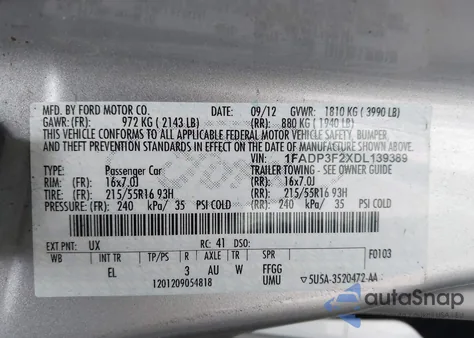 MFD. BY FORD MOTOR CO. DATE: 09/12 GVWR: 1810 KG ( 3990 LB)
GAWR: (FR): 972 KG ( 2143 LB) (RR): 880 KG ( 1940 LB)
THIS VEHICLE CONFORMS TO ALL APPLICABLE FEDERAL MOTOR VEHICLE SAFETY, BUMPER,
AND THEFT PREVENTION STANDARDS IN EFFECT ON THE DATE OF MANUFACTURE SHOWN ABOVE.
VIN: 1FADP3F2XDL139369
TYPE: Passenger Car TRAILER TOWING - SEE OWNER GUIDE
RIM: 16x7.0J (RR): 16x7.0J
TIRE: (FR): 215/55R16 93H (RR): 215/55R16 93H
PRESSURE: (FR): 240 kPa/ 35 PSI COLD (RR): 240 kPa/ 35 PSI COLD
EXT PNT: UX RC: 41 DSO: F0103
WB INT TR TP/PS R AXLE TR SPR
EL 3 AU W FFGG
1201209054818 UMU ▽5U5A-3520472-AA
autoSnap